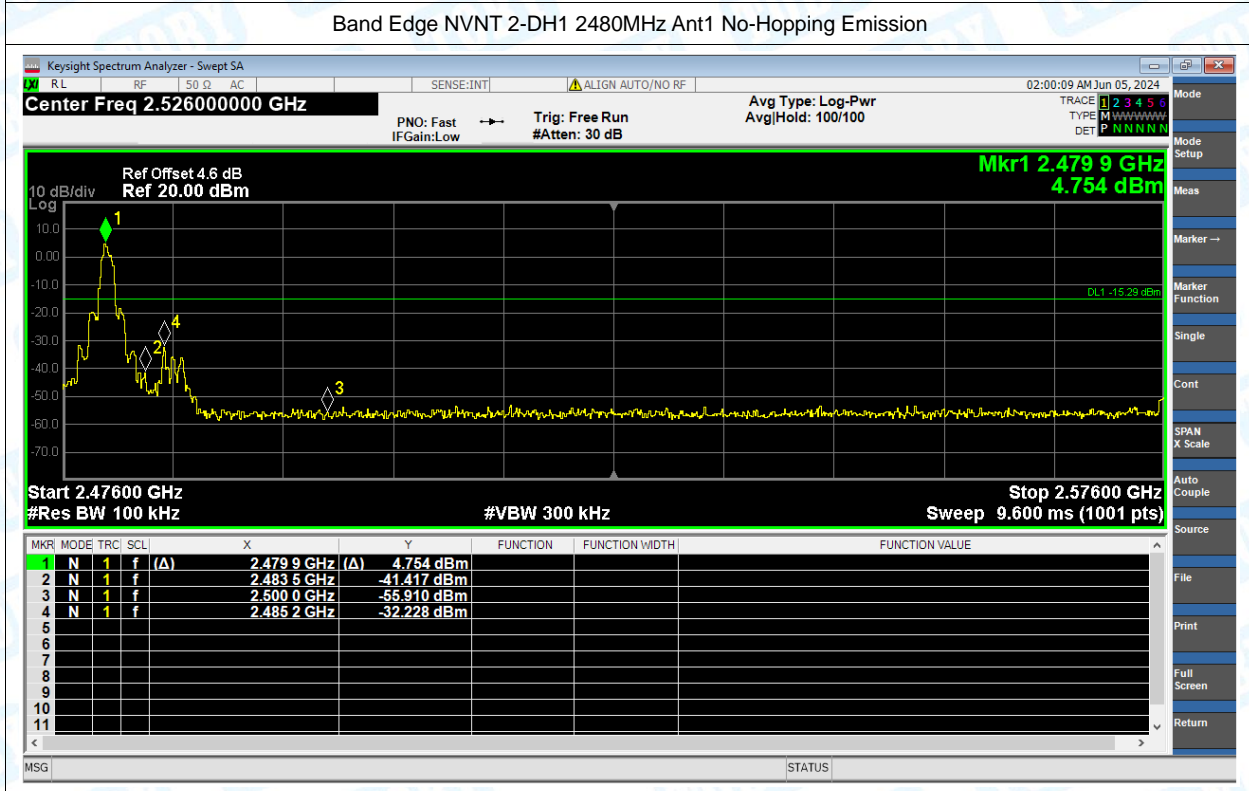 Band Edge NVNT 2-DH1 2480MHz Ant1 No-Hopping Emission
Keysight Spectrum Analyzer - Swept SA
LXI RL RF 50 Ω AC SENSE:INT ALIGN AUTO/NO RF 02:00:09 AM Jun 05, 2024
Center Freq 2.526000000 GHz
PNO: Fast
IFGain:Low
Trig: Free Run
#Atten: 30 dB
Avg Type: Log-Pwr
Avg|Hold: 100/100
TRACE 1 2 3 4 5 6
TYPE M WWWWW
DET P N N N N N
Mkr1 2.479 9 GHz
4.754 dBm
Ref Offset 4.6 dB
10 dB/div Ref 20.00 dBm
Log
10.0
0.00
-10.0
-20.0
-30.0
-40.0
-50.0
-60.0
-70.0
1
2
3
4
DL1 -15.29 dBm
Start 2.47600 GHz Stop 2.57600 GHz
#Res BW 100 kHz #VBW 300 kHz Sweep 9.600 ms (1001 pts)
MKR MODE TRC SCL X Y FUNCTION FUNCTION WIDTH FUNCTION VALUE
1 N 1 f (Δ) 2.479 9 GHz (Δ) 4.754 dBm
2 N 1 f 2.483 5 GHz -41.417 dBm
3 N 1 f 2.500 0 GHz -55.910 dBm
4 N 1 f 2.485 2 GHz -32.228 dBm
5
6
7
8
9
10
11
MSG STATUS
Mode
Mode
Setup
Meas
Marker →
Marker
Function
Single
Cont
SPAN
X Scale
Auto
Couple
Source
File
Print
Full
Screen
Return